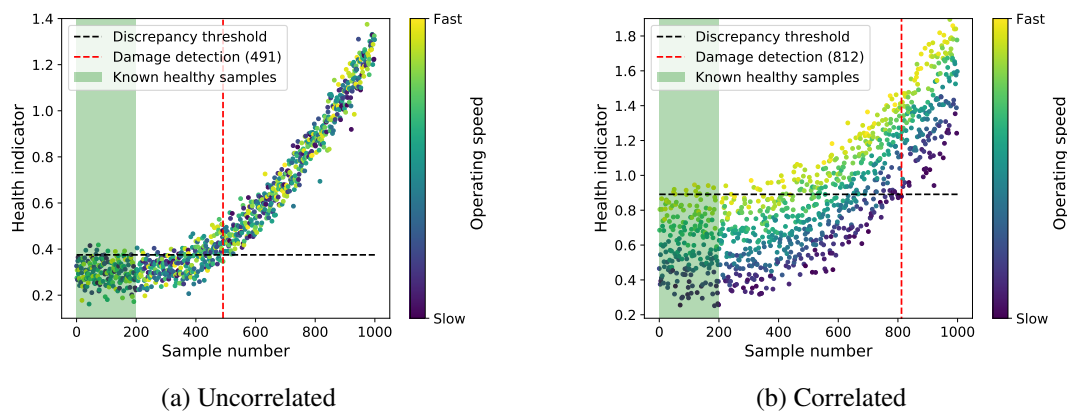 1.4
1.2
1.0
0.8
0.6
0.4
0.2
0
200
400
600
800
1000
Health indicator
Sample number
Discrepancy threshold
Damage detection (491)
Known healthy samples
Fast
Slow
Operating speed
(a) Uncorrelated
1.8
1.6
1.4
1.2
1.0
0.8
0.6
0.4
0.2
0
200
400
600
800
1000
Health indicator
Sample number
Discrepancy threshold
Damage detection (812)
Known healthy samples
Fast
Slow
Operating speed
(b) Correlated